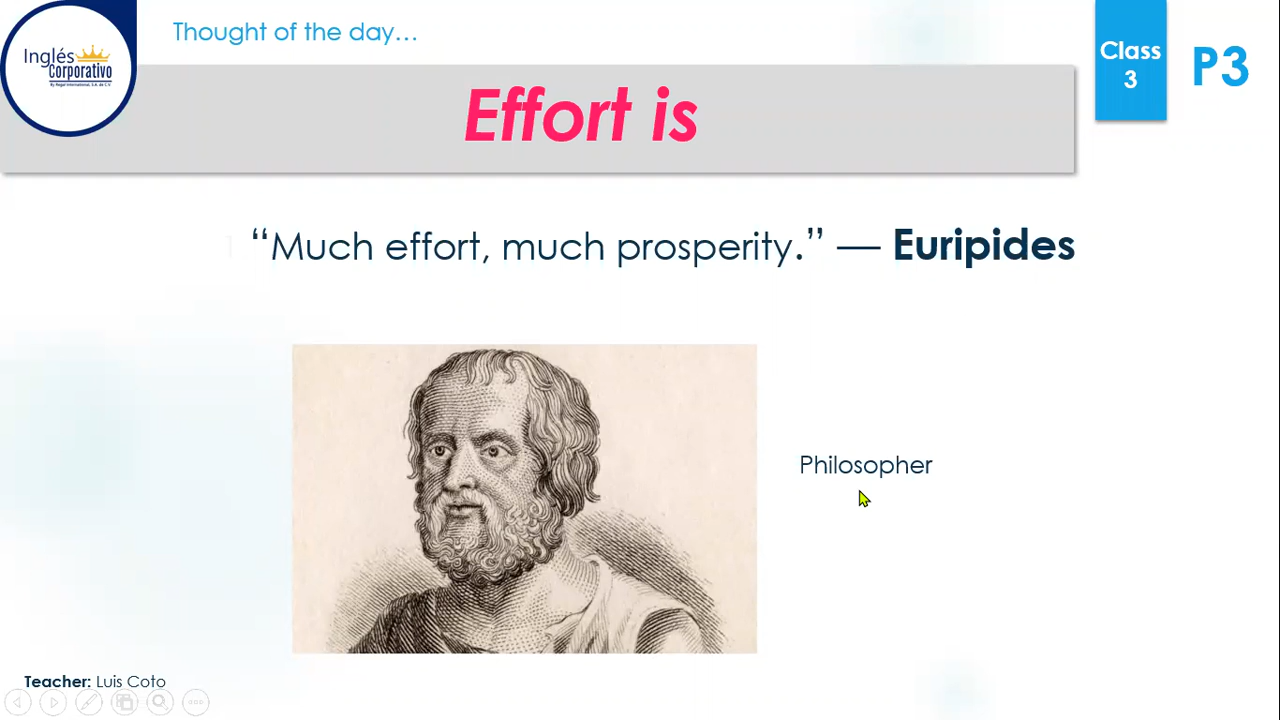 Thought of the day…
Inglés
Corporativo
By Regal International, S.A. de C.V.
Class
3
P3
Effort is
“Much effort, much prosperity.” — Euripides
Philosopher
Teacher: Luis Coto